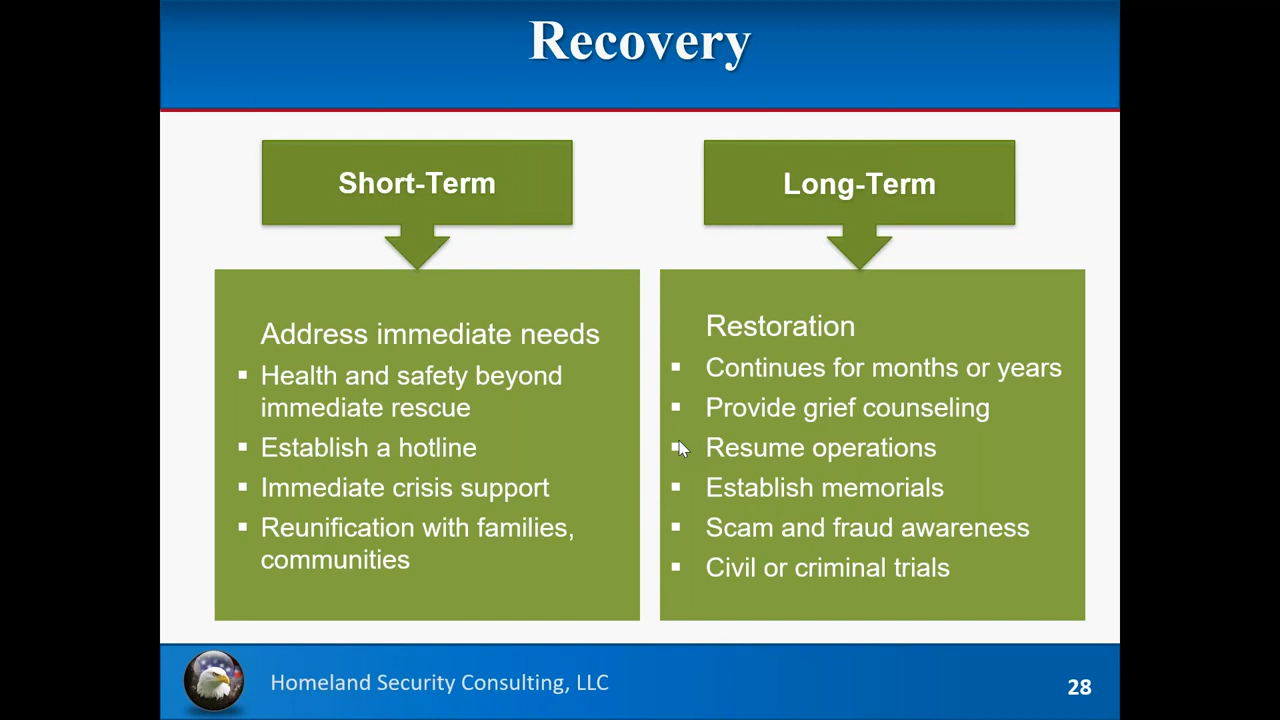 Recovery
Short-Term
Address immediate needs
▪ Health and safety beyond
immediate rescue
▪ Establish a hotline
▪ Immediate crisis support
▪ Reunification with families,
communities
Long-Term
Restoration
▪ Continues for months or years
▪ Provide grief counseling
▪ Resume operations
▪ Establish memorials
▪ Scam and fraud awareness
▪ Civil or criminal trials
Homeland Security Consulting, LLC
28